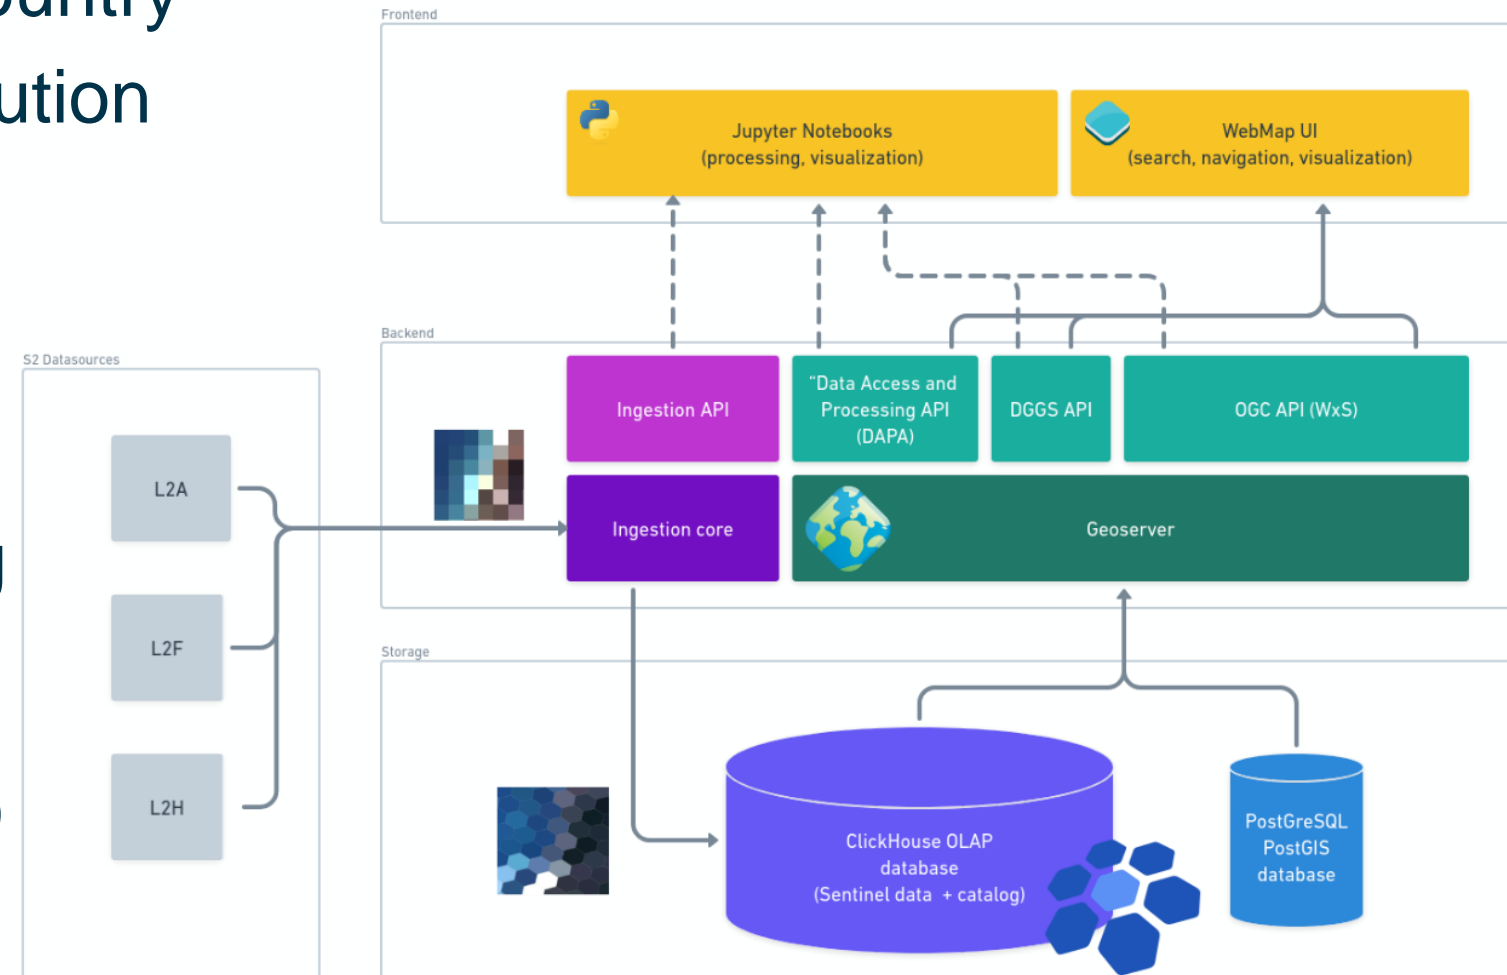 ountry
ution
g
Frontend
Jupyter Notebooks
(processing, visualization)
WebMap UI
(search, navigation, visualization)
Backend
Ingestion API
“Data Access and
Processing API
(DAPA)
DGGS API
OGC API (WxS)
Ingestion core
Geoserver
S2 Datasources
L2A
L2F
L2H
Storage
ClickHouse OLAP
database
(Sentinel data + catalog)
PostGreSQL
PostGIS
database